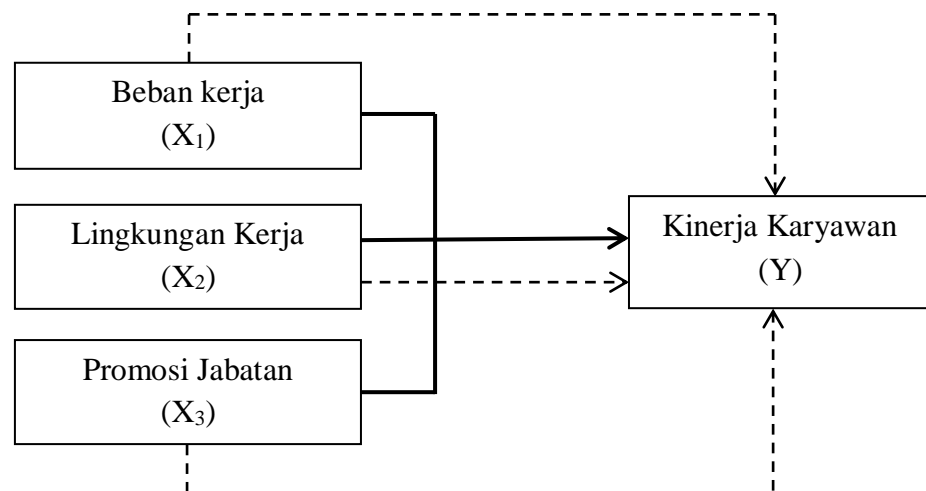 Beban kerja
(X₁)
Lingkungan Kerja
(X₂)
Promosi Jabatan
(X₃)
Kinerja Karyawan
(Y)